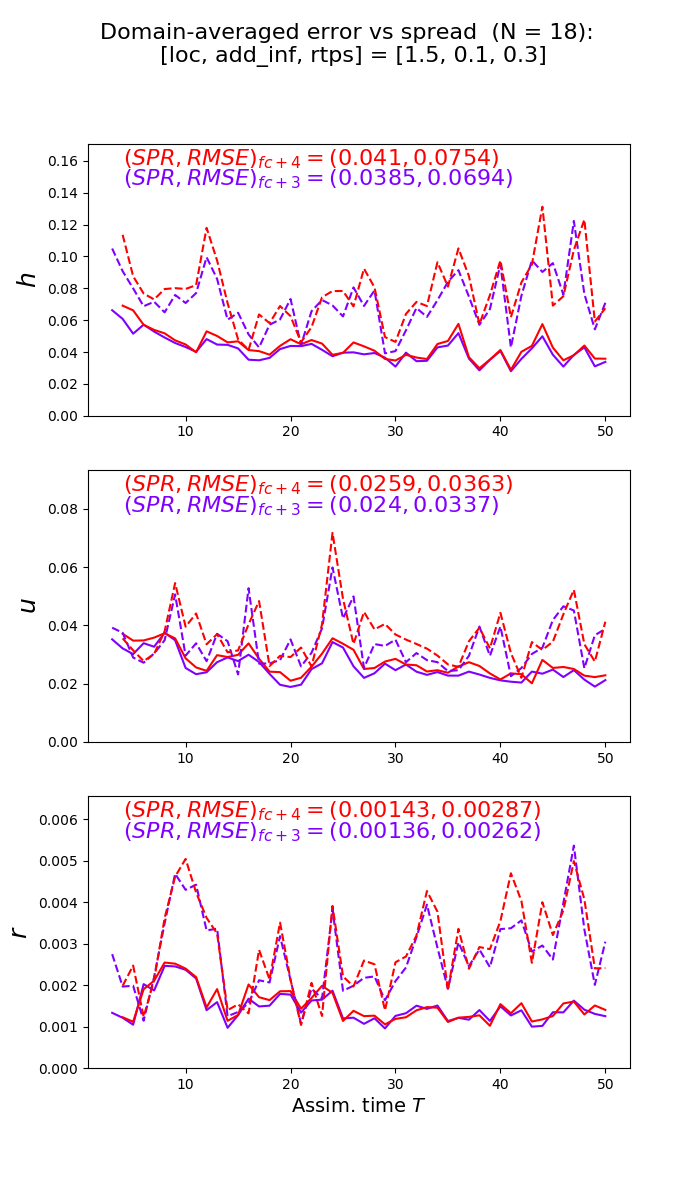 Domain-averaged error vs spread (N = 18):
[loc, add_inf, rtps] = [1.5, 0.1, 0.3]
(SPR, RMSE)fc+4 = (0.041, 0.0754)
(SPR, RMSE)fc+3 = (0.0385, 0.0694)
0.16
0.14
0.12
0.10
0.08
0.06
0.04
0.02
0.00
h
10 20 30 40 50
(SPR, RMSE)fc+4 = (0.0259, 0.0363)
(SPR, RMSE)fc+3 = (0.024, 0.0337)
0.08
0.06
0.04
0.02
0.00
u
10 20 30 40 50
(SPR, RMSE)fc+4 = (0.00143, 0.00287)
(SPR, RMSE)fc+3 = (0.00136, 0.00262)
0.006
0.005
0.004
0.003
0.002
0.001
0.000
r
10 20 30 40 50
Assim. time T